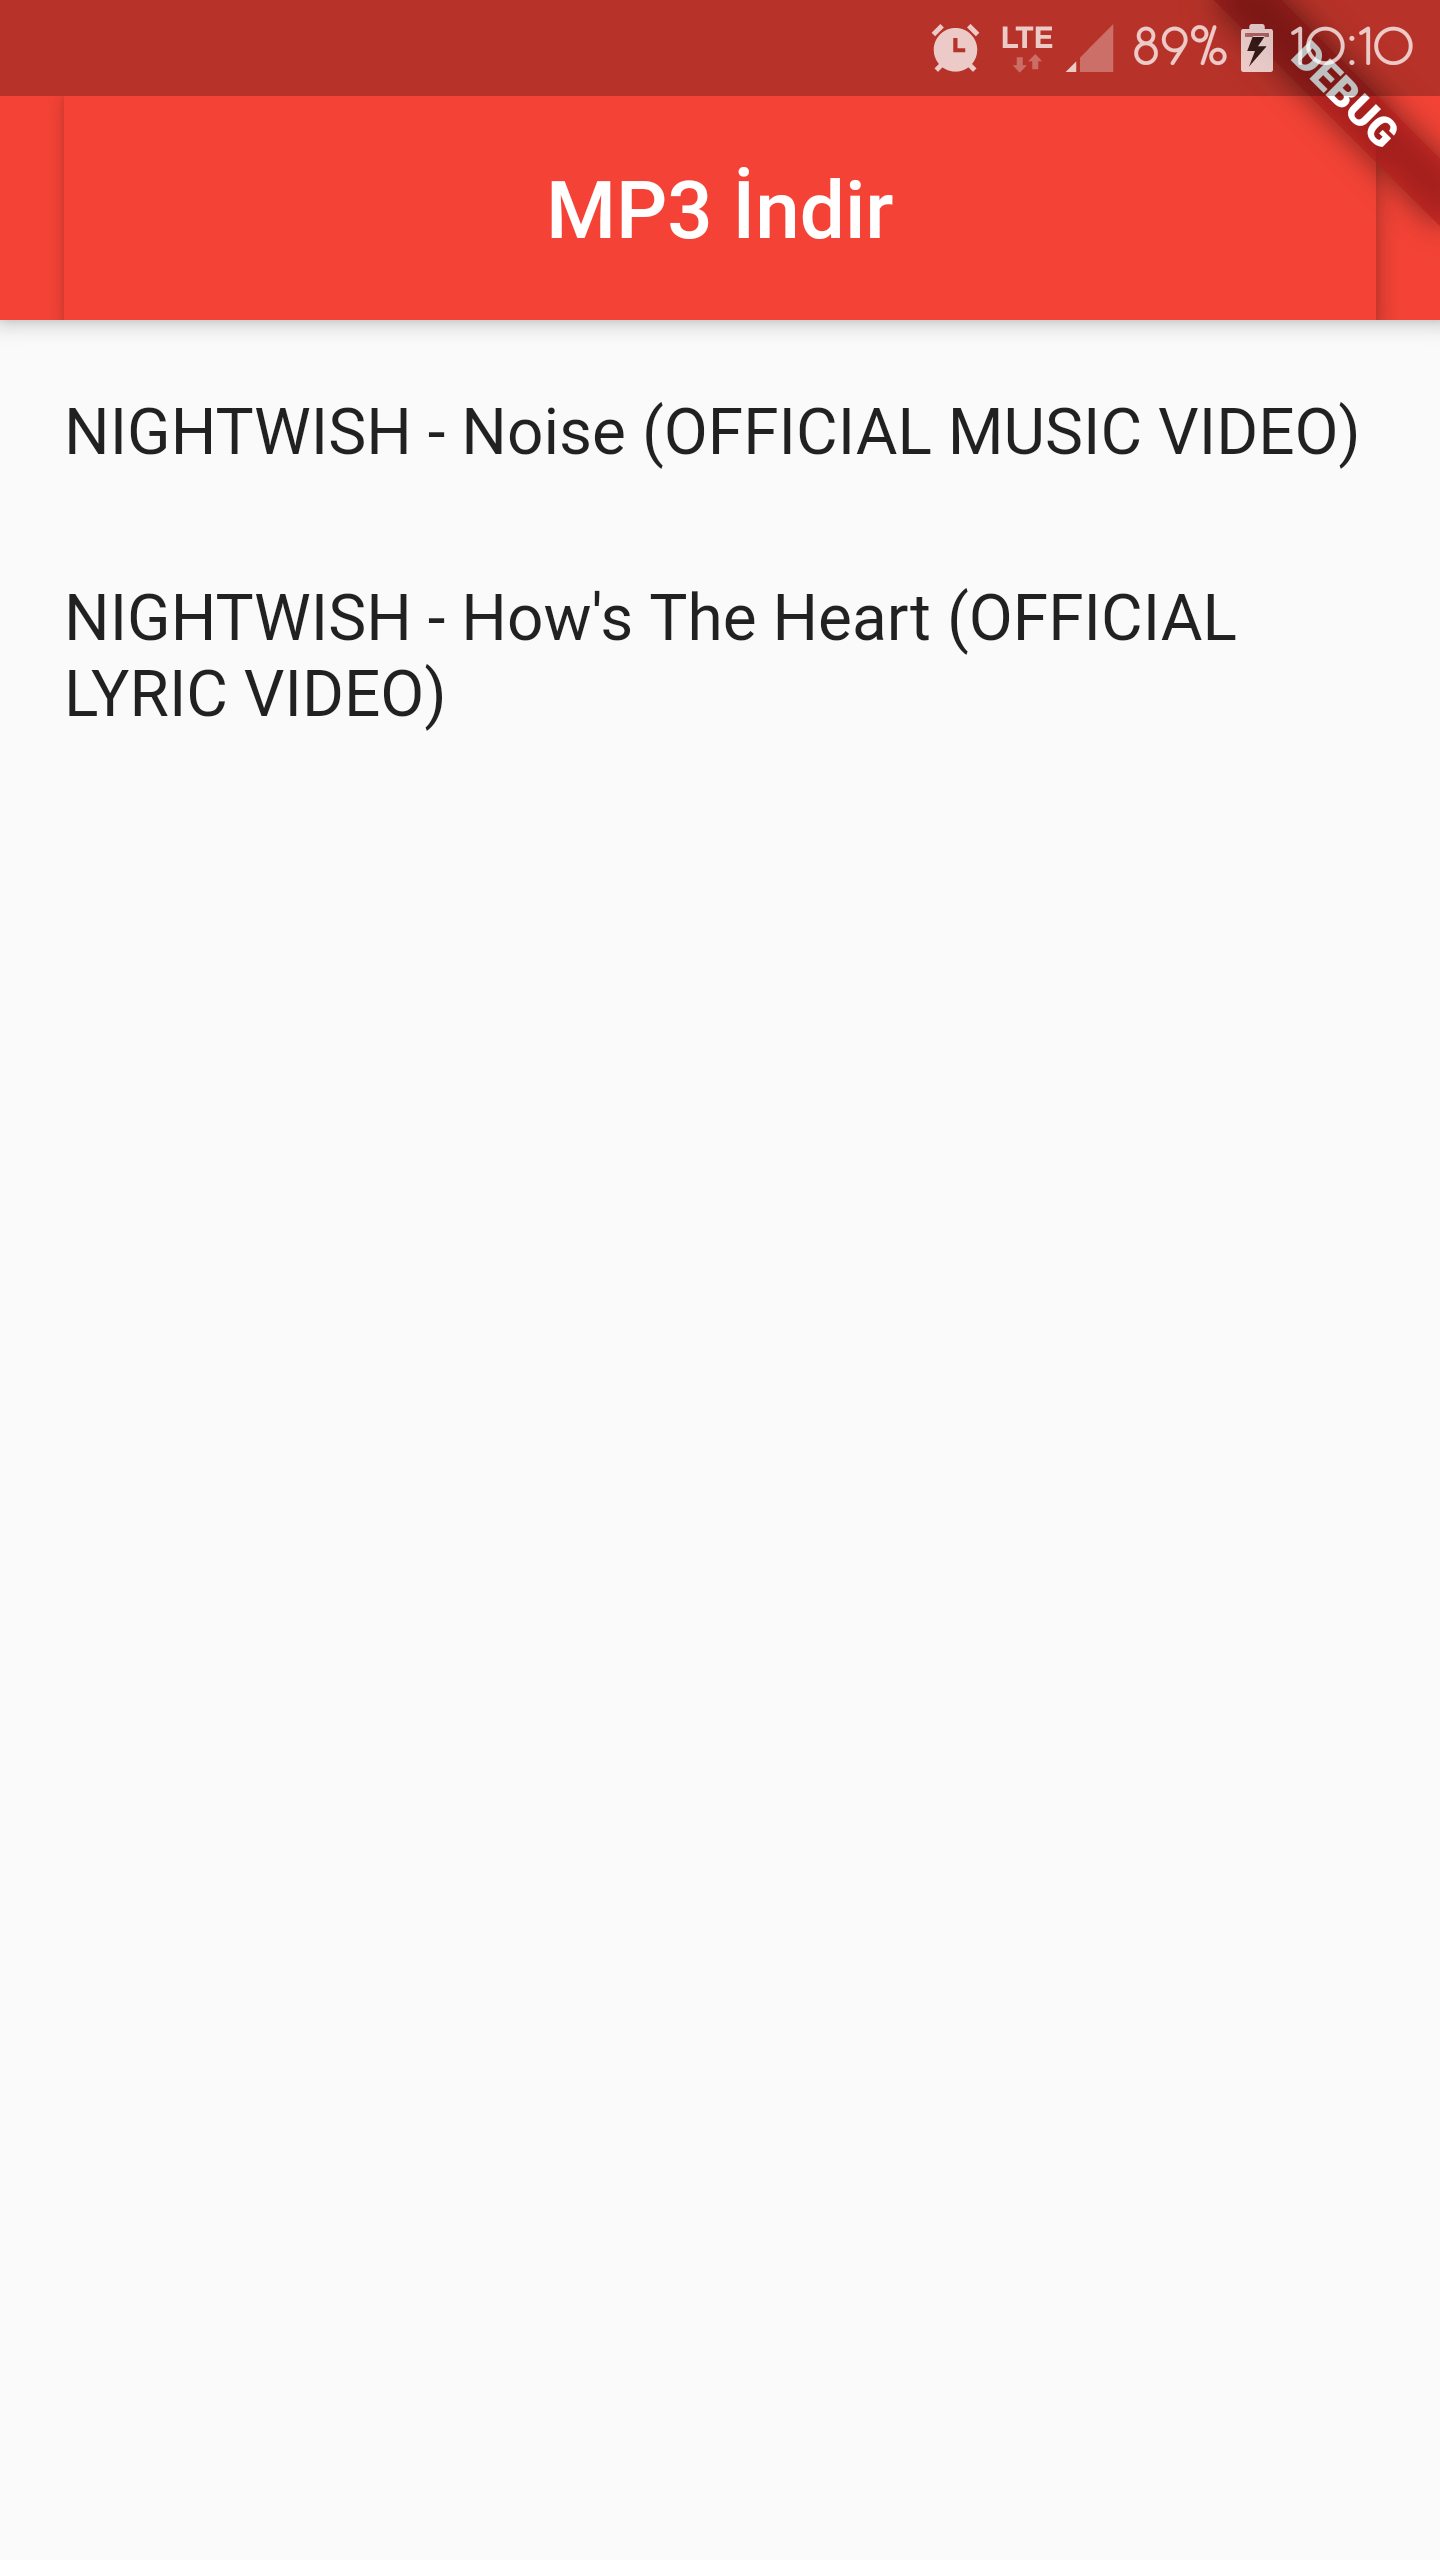 LTE 89% 10:10
DEBUG
MP3 İndir
NIGHTWISH - Noise (OFFICIAL MUSIC VIDEO)
NIGHTWISH - How's The Heart (OFFICIAL
LYRIC VIDEO)